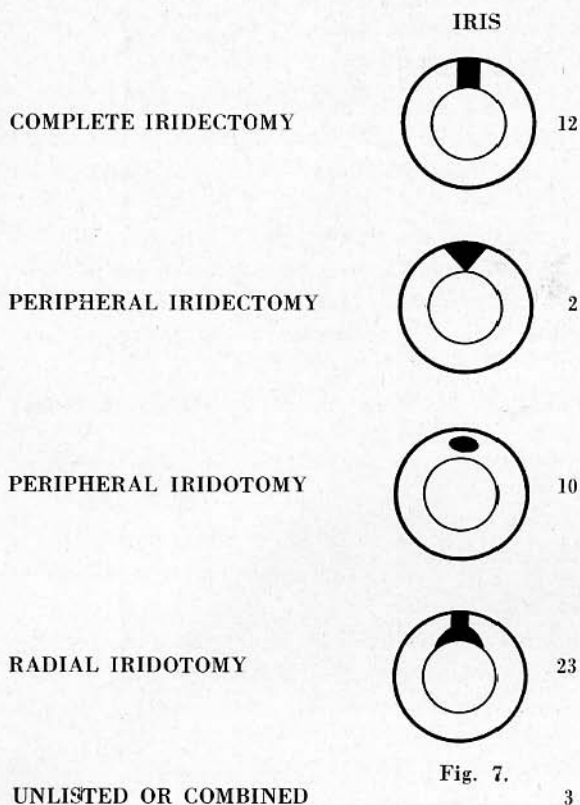 IRIS
COMPLETE IRIDECTOMY 12
PERIPHERAL IRIDECTOMY 2
PERIPHERAL IRIDOTOMY 10
RADIAL IRIDOTOMY 23
Fig. 7.
UNLISTED OR COMBINED 3